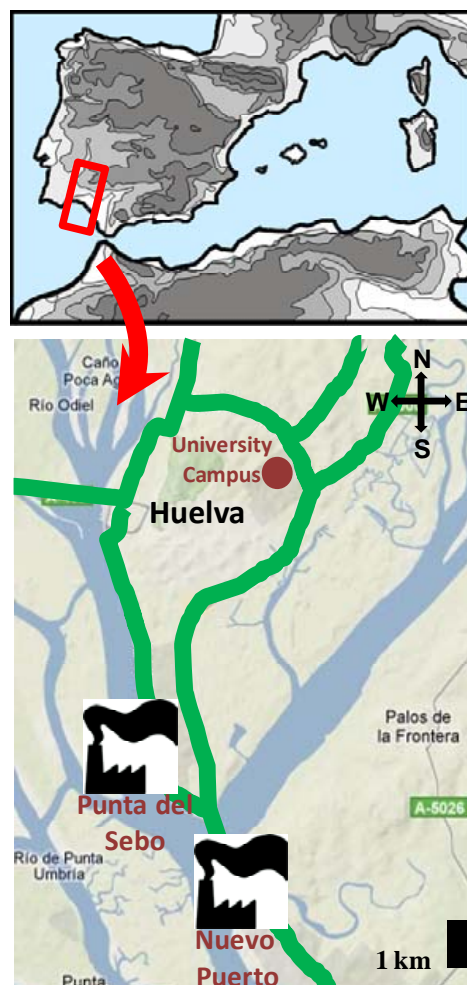 N
Caño
Poca Ag
W
E
Río Odiel
S
University
Campus
Huelva
Palos de
la Frontera
Punta del
Sebo
A-5026
Río de Punta
Umbría
Nuevo
Puerto
1 km
Punta